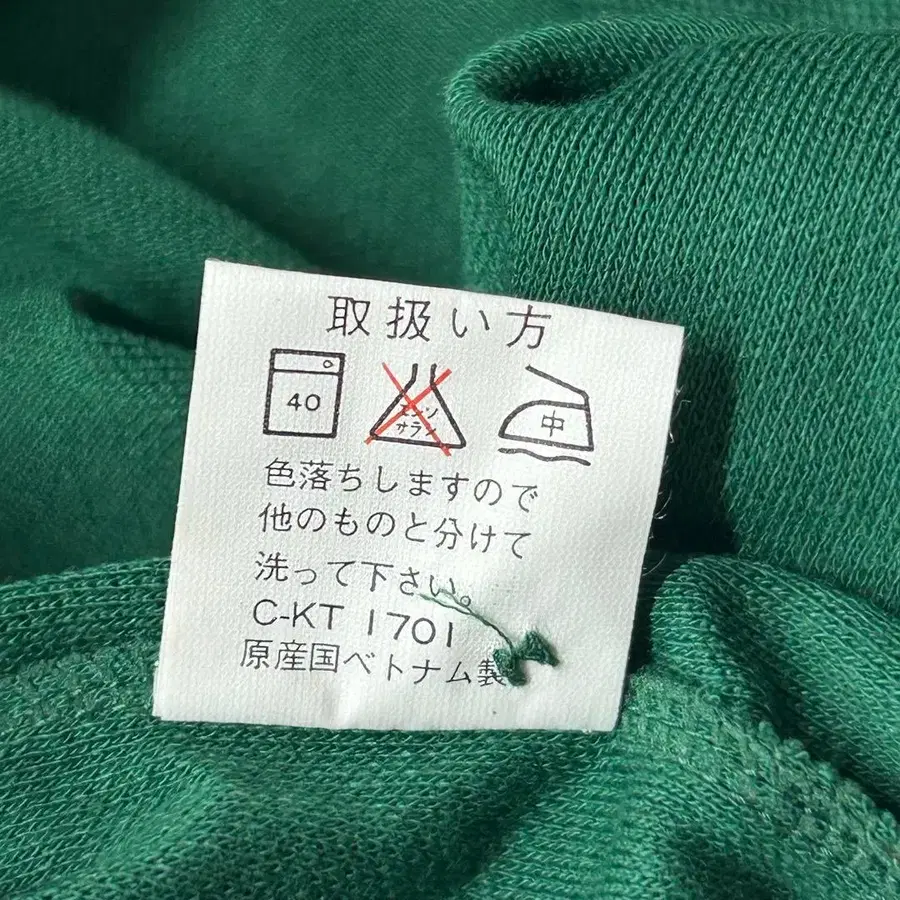 取扱い方
40 エンソ 中
サラシ
色落ちしますので
他のものと分けて
洗って下さい。
C-KT 1701
原産国ベトナム製